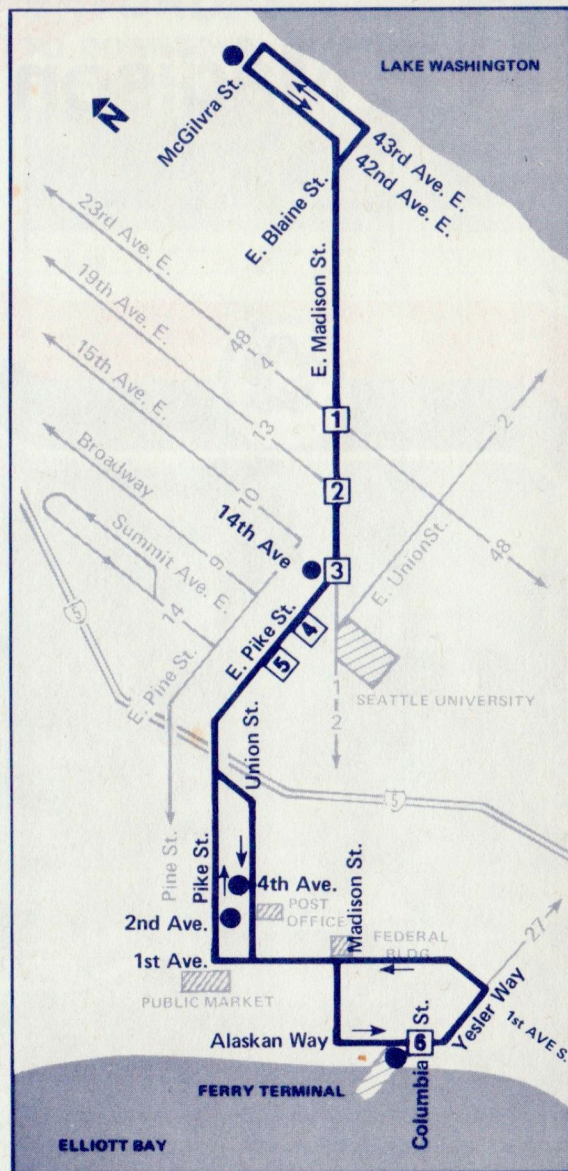 LAKE WASHINGTON
N
McGilvra St.
43rd Ave. E.
42nd Ave. E.
E. Blaine St.
23rd Ave. E.
E. Madison St.
19th Ave. E.
48
4
15th Ave. E.
13
1
2
Broadway
10
2
14th Ave
Summit Ave. E.
9
E. Union St.
48
3
14
5
E. Pike St.
4
5
E. Pine St.
1
2
SEATTLE UNIVERSITY
Union St.
5
Pine St.
Pike St.
4th Ave.
Madison St.
POST
OFFICE
2nd Ave.
FEDERAL
BLDG
27
1st Ave.
PUBLIC MARKET
Yesler Way
1st AVE S.
Alaskan Way
6
Columbia St.
FERRY TERMINAL
ELLIOTT BAY